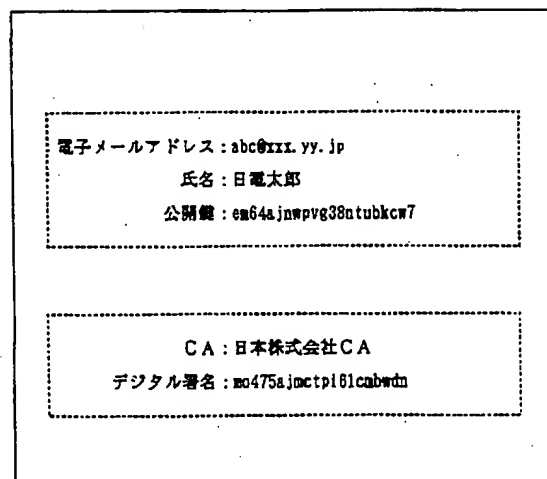 電子メールアドレス：abc@xxx.yy.jp
氏名：日電太郎
公開鍵：em64ajnwpvg38ntubkcw7
CA：日本株式会社CA
デジタル署名：mo475ajmctpi61cmbwdn